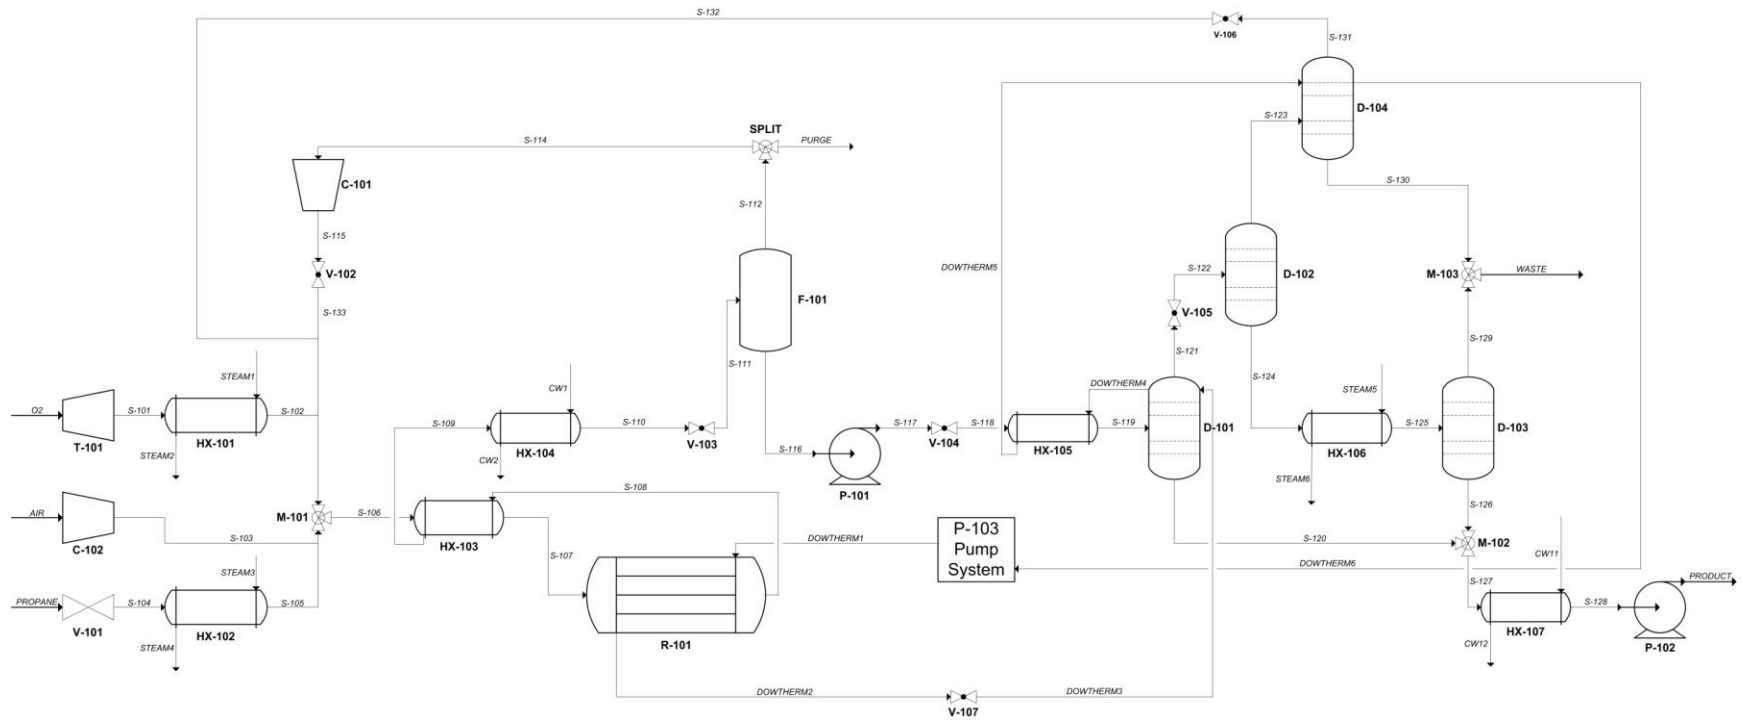 S-132
V-106
S-131
D-104
S-123
SPLIT
S-114
PURGE
C-101
S-130
S-112
S-115
V-102
DOWTHERM5
S-122
D-102
M-103
WASTE
F-101
S-133
V-105
S-129
S-111
S-121
STEAM1
CW1
DOWTHERM4
S-124
STEAM5
O2
S-101
S-102
S-109
S-110
S-117
S-118
S-119
D-101
S-125
D-103
T-101
HX-101
HX-104
V-103
V-104
HX-105
HX-106
STEAM2
CW2
S-116
STEAM6
P-101
S-108
S-126
AIR
M-101
S-106
C-102
S-103
HX-103
S-107
DOWTHERM1
P-103
Pump
System
S-120
M-102
CW11
DOWTHERM6
STEAM3
S-127
PRODUCT
PROPANE
S-104
S-105
S-128
V-101
HX-102
HX-107
STEAM4
R-101
CW12
P-102
DOWTHERM2
DOWTHERM3
V-107